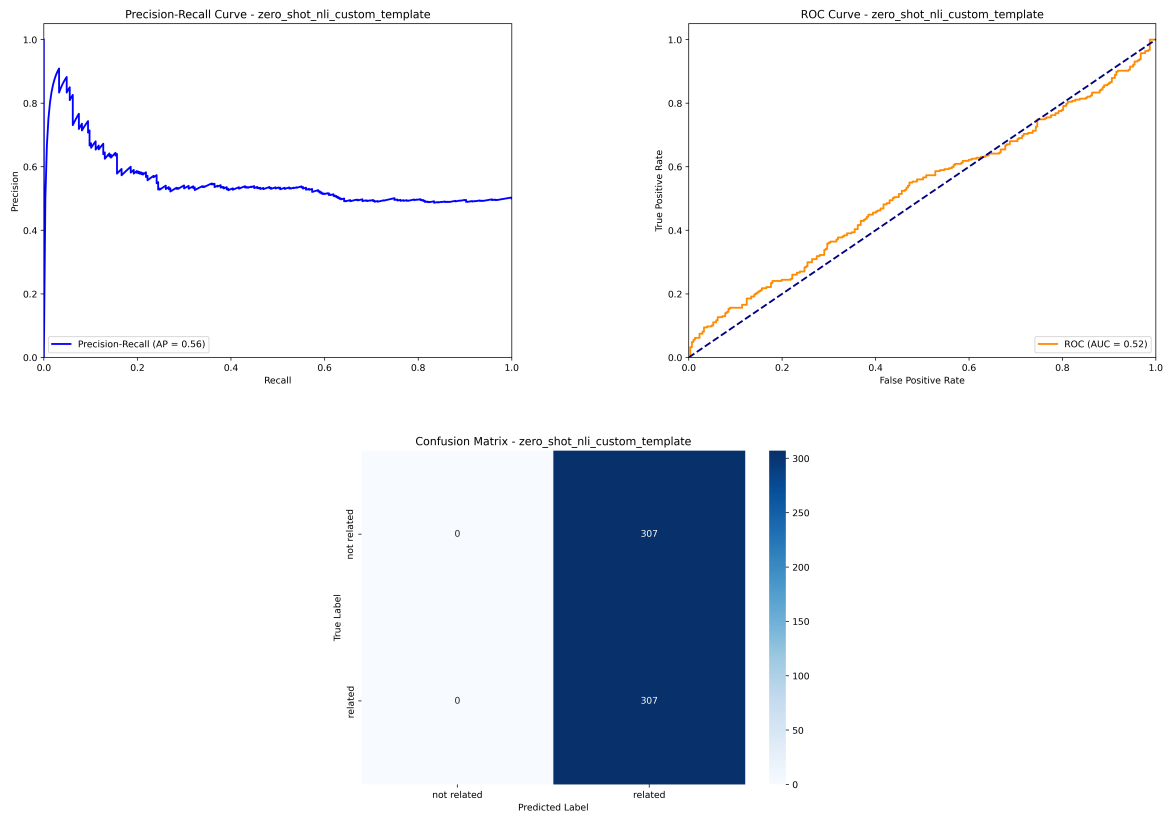 Precision-Recall Curve - zero_shot_nli_custom_template
1.0
0.8
0.6
0.4
0.2
0.0
Precision
0.0 0.2 0.4 0.6 0.8 1.0
Recall
Precision-Recall (AP = 0.56)
ROC Curve - zero_shot_nli_custom_template
1.0
0.8
0.6
0.4
0.2
0.0
True Positive Rate
0.0 0.2 0.4 0.6 0.8 1.0
False Positive Rate
ROC (AUC = 0.52)
Confusion Matrix - zero_shot_nli_custom_template
not related
related
True Label
0 307
0 307
not related related
Predicted Label
300
250
200
150
100
50
0